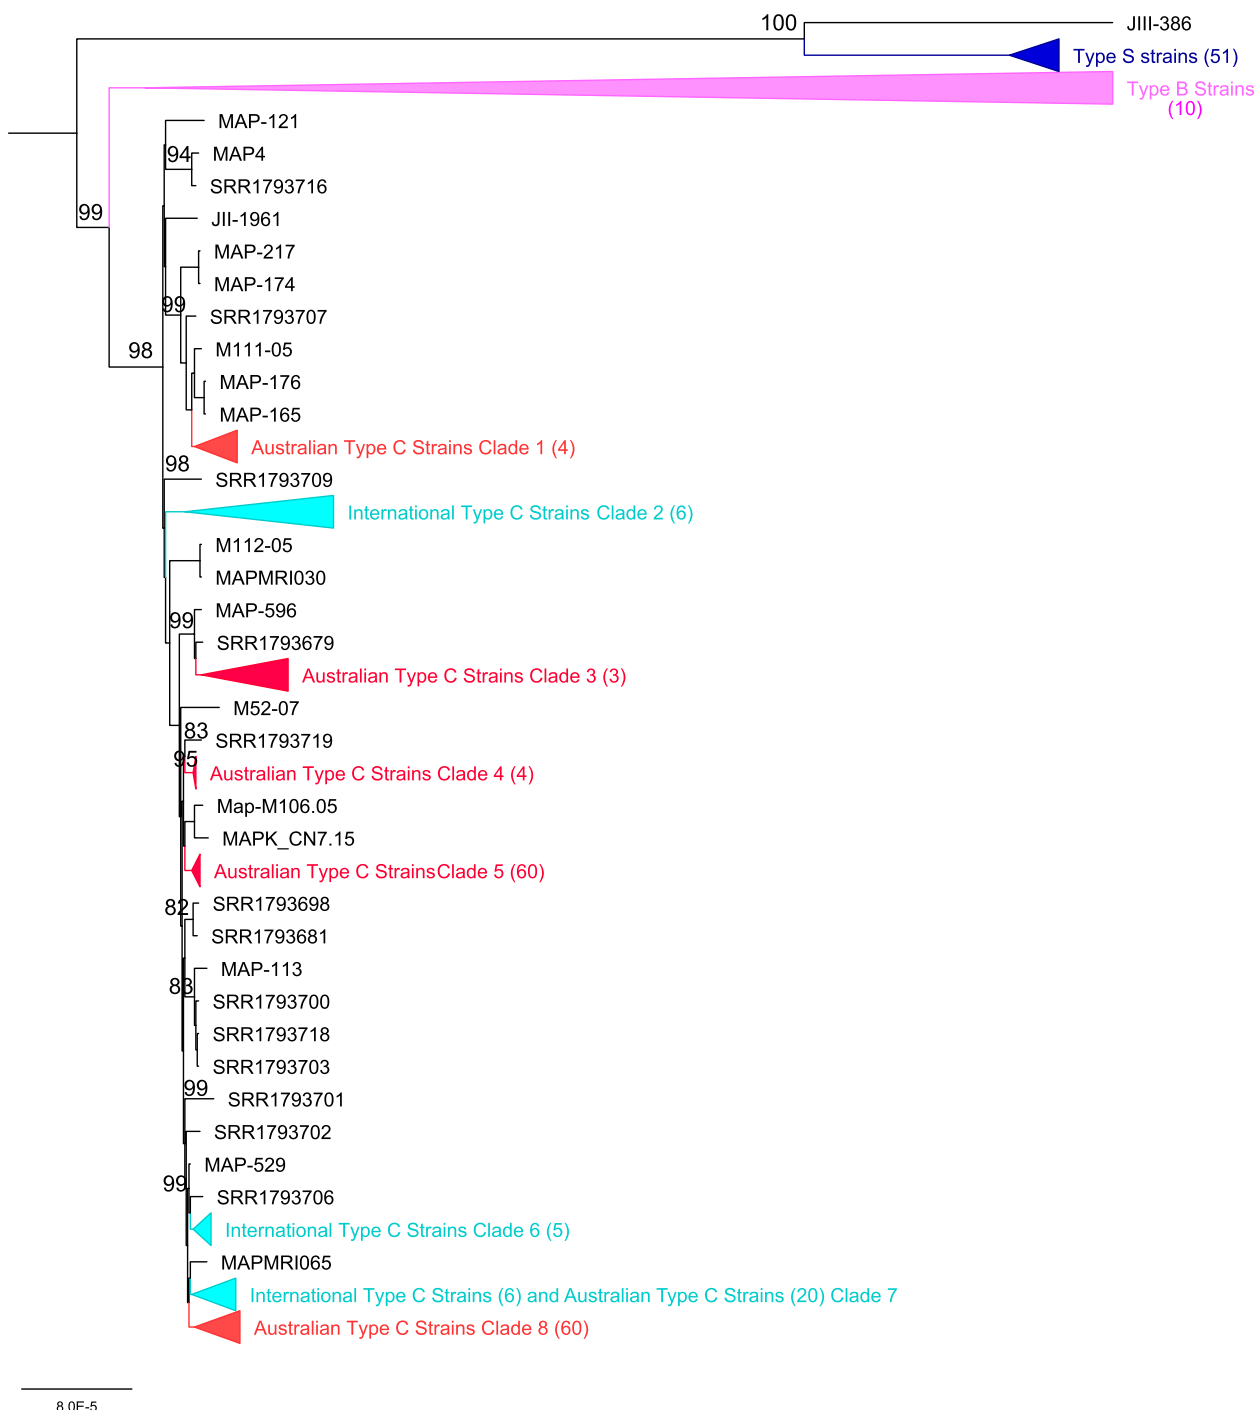 100
JIII-386
Type S strains (51)
Type B Strains
(10)
MAP-121
94
MAP4
SRR1793716
99
JII-1961
MAP-217
MAP-174
99
SRR1793707
98
M111-05
MAP-176
MAP-165
Australian Type C Strains Clade 1 (4)
98
SRR1793709
International Type C Strains Clade 2 (6)
M112-05
MAPMRI030
MAP-596
99
SRR1793679
Australian Type C Strains Clade 3 (3)
M52-07
83
SRR1793719
95
Australian Type C Strains Clade 4 (4)
Map-M106.05
MAPK_CN7.15
Australian Type C StrainsClade 5 (60)
82
SRR1793698
SRR1793681
MAP-113
83
SRR1793700
SRR1793718
SRR1793703
99
SRR1793701
SRR1793702
MAP-529
99
SRR1793706
International Type C Strains Clade 6 (5)
MAPMRI065
International Type C Strains (6) and Australian Type C Strains (20) Clade 7
Australian Type C Strains Clade 8 (60)
8.0E-5